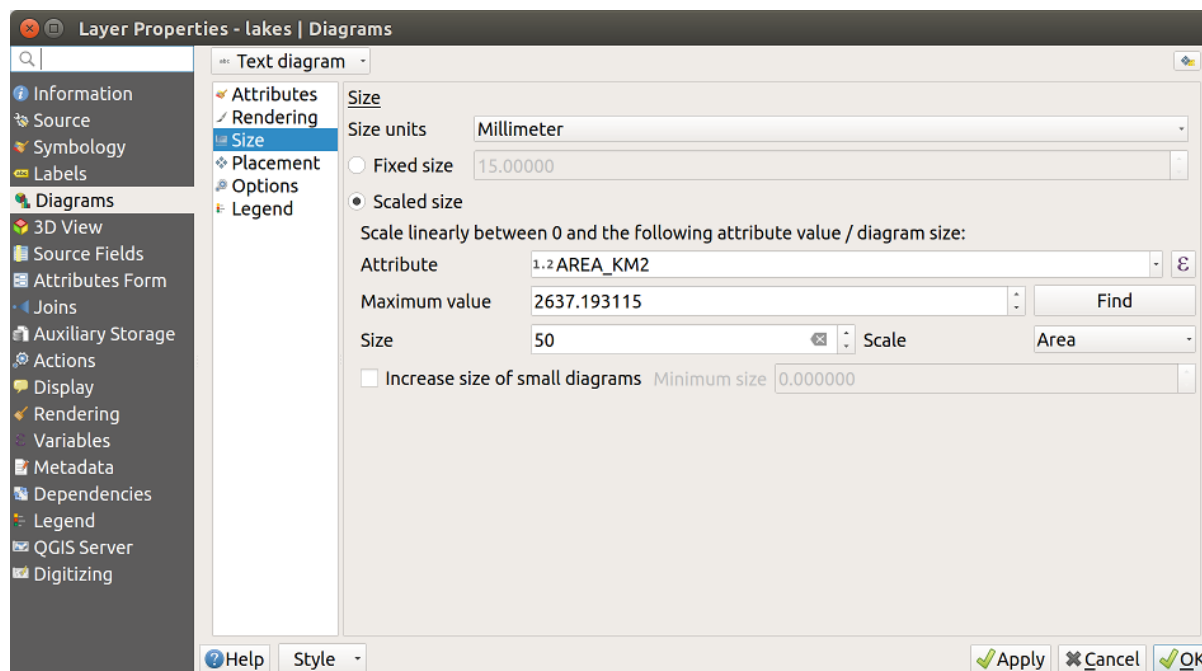 Layer Properties - lakes | Diagrams
abc Text diagram
Information
Source
Symbology
abc Labels
Diagrams
3D View
Source Fields
Attributes Form
Joins
Auxiliary Storage
Actions
Display
Rendering
ε Variables
Metadata
Dependencies
Legend
QGIS Server
Digitizing
Attributes
Rendering
Size
Placement
Options
Legend
Size
Size units Millimeter
Fixed size 15.00000
Scaled size
Scale linearly between 0 and the following attribute value / diagram size:
Attribute 1.2 AREA_KM2 ε
Maximum value 2637.193115 Find
Size 50 Scale Area
Increase size of small diagrams Minimum size 0.000000
Help Style Apply Cancel OK